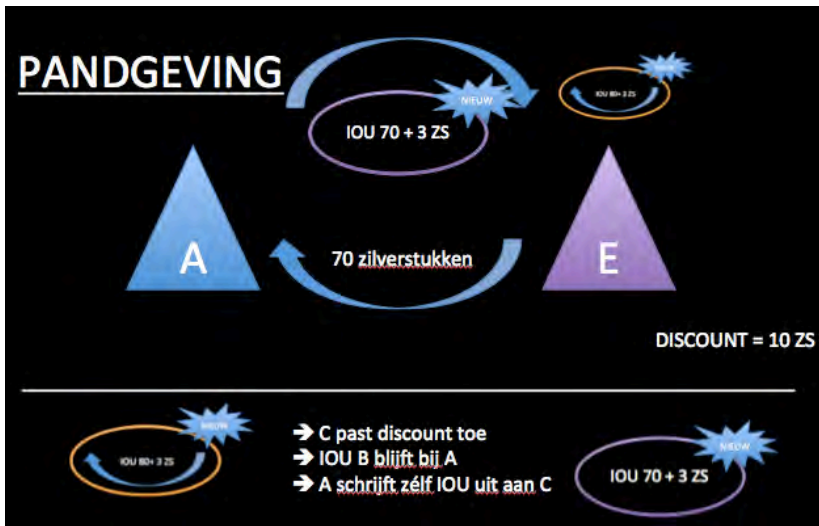 PANDGEVING
NIEUW
IOU 70 + 3 ZS
NIEUW
IOU 80+ 3 ZS
A
70 zilverstukken
E
DISCOUNT = 10 ZS
NIEUW
IOU 80+ 3 ZS
➔ C past discount toe
➔ IOU B blijft bij A
➔ A schrijft zélf IOU uit aan C
NIEUW
IOU 70 + 3 ZS